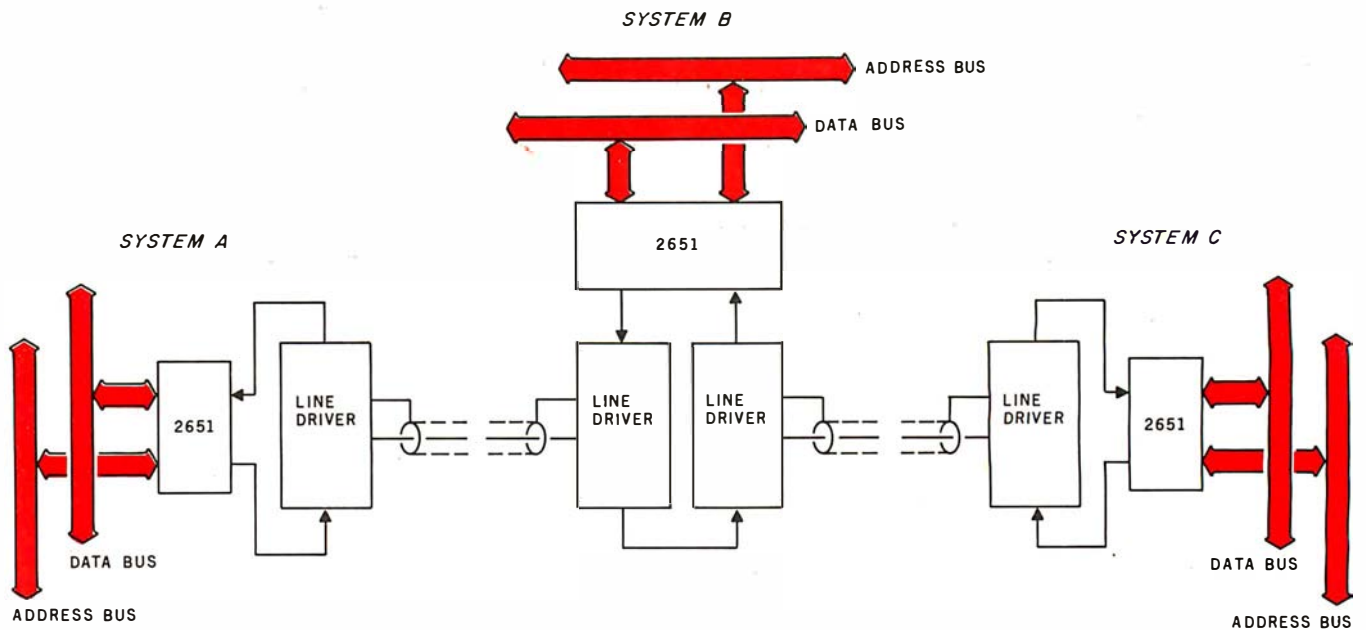 SYSTEM B
ADDRESS BUS
DATA BUS
2651
SYSTEM A
SYSTEM C
LINE
DRIVER
LINE
DRIVER
LINE
DRIVER
LINE
DRIVER
2651
2651
DATA BUS
ADDRESS BUS
DATA BUS
ADDRESS BUS